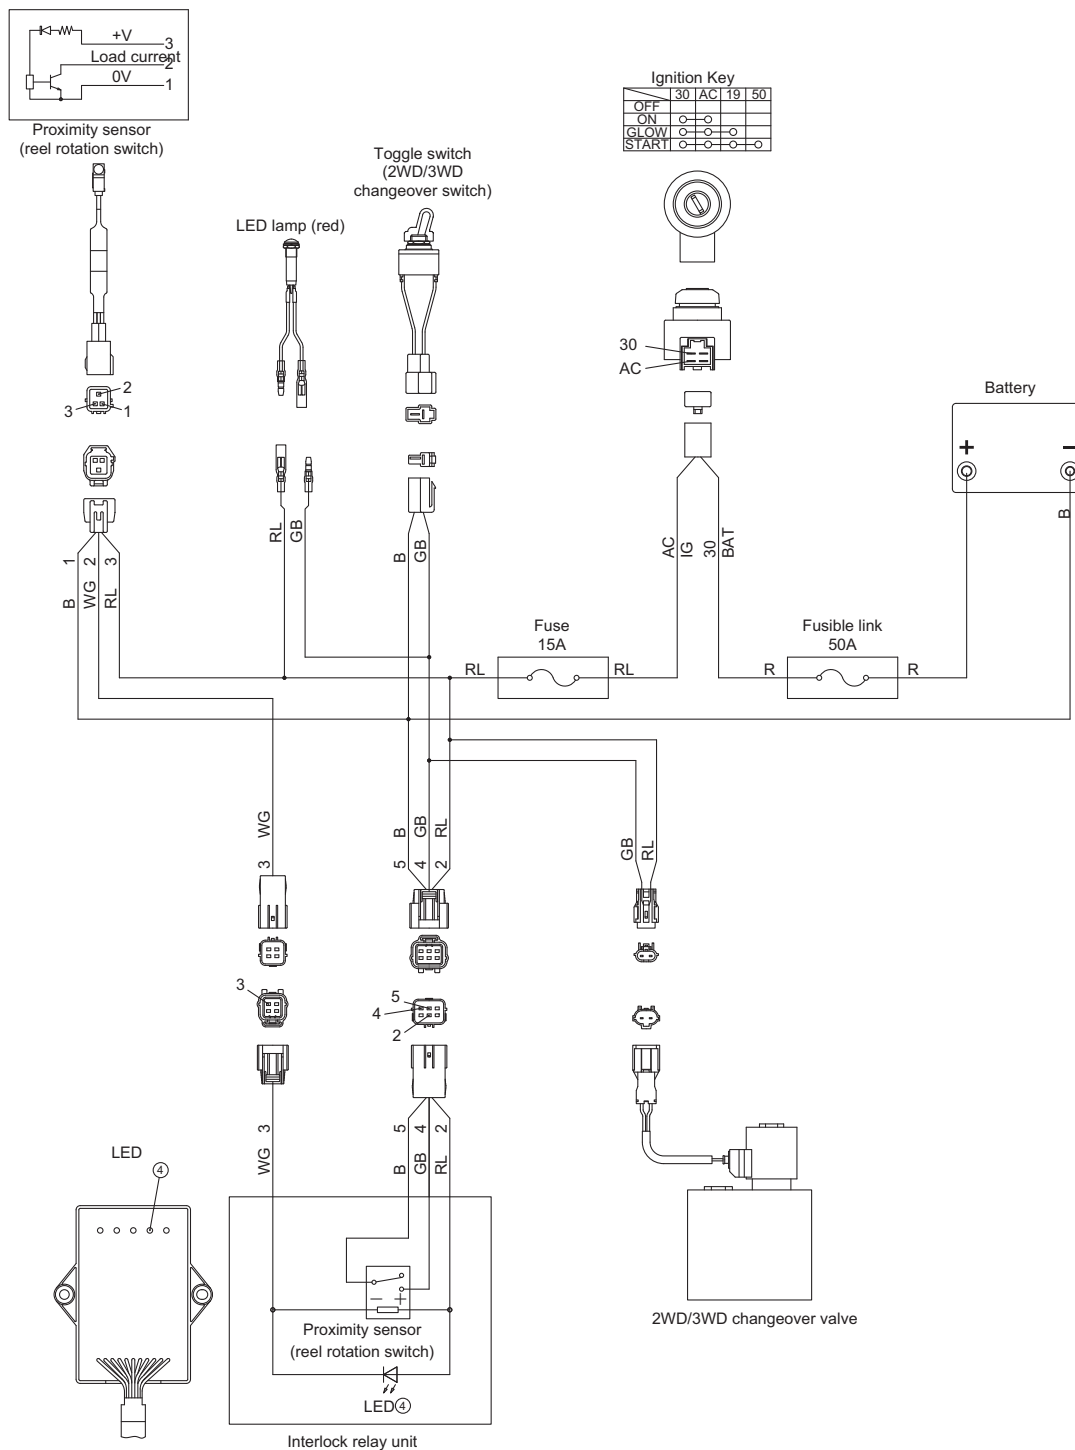 +V
3
Load current
2
0V
1
Proximity sensor
(reel rotation switch)
Ignition Key
30 AC 19 50
OFF
ON
GLOW
START
Toggle switch
(2WD/3WD
changeover switch)
LED lamp (red)
30
AC
2
3
1
Battery
+
−
B
RL
GB
B
GB
AC
IG
30
BAT
1
2
3
B
WG
RL
Fuse
15A
Fusible link
50A
RL
RL
R
R
WG
B
GB
RL
GB
RL
3
5
4
2
3
5
4
2
3
5
4
2
WG
B
GB
RL
LED
④
− +
Proximity sensor
(reel rotation switch)
LED④
Interlock relay unit
2WD/3WD changeover valve